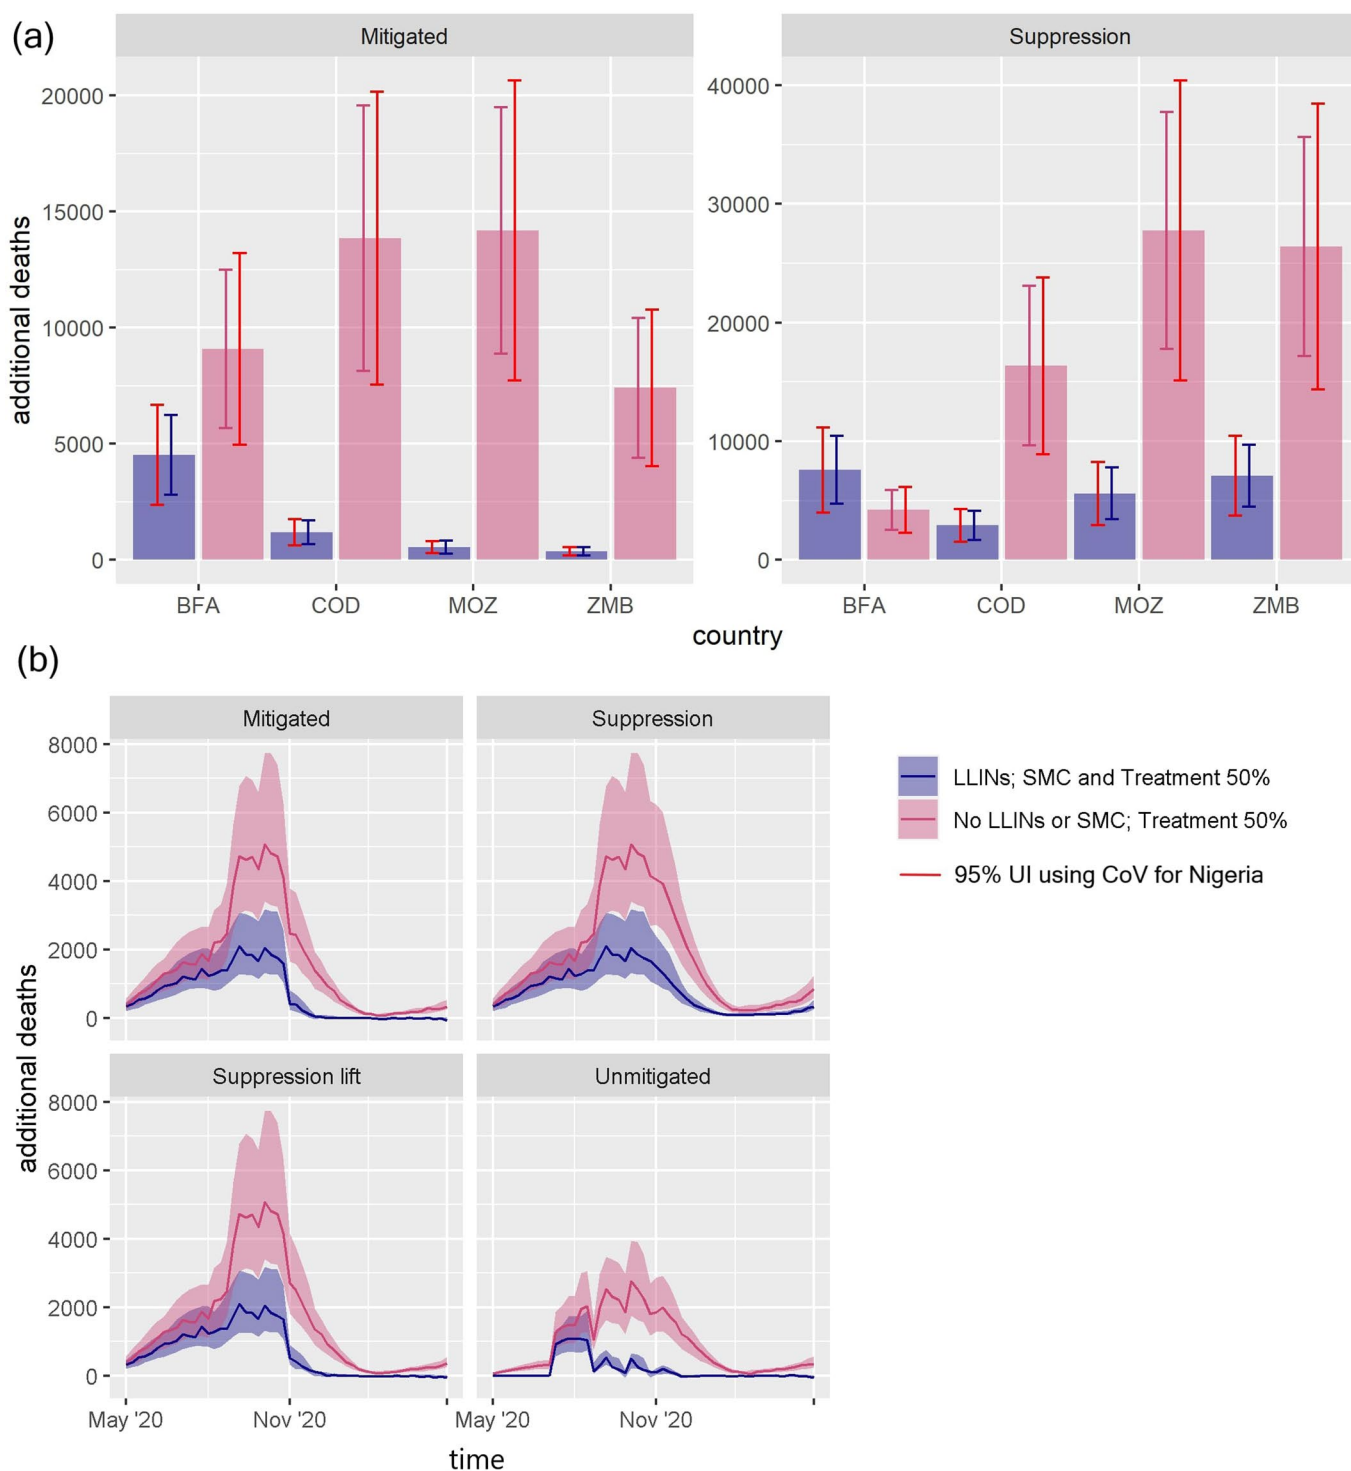 (a)
Mitigated
Suppression
additional deaths
20000
15000
10000
5000
0
40000
30000
20000
10000
0
BFA COD MOZ ZMB
BFA COD MOZ ZMB
country
(b)
Mitigated
Suppression
8000
6000
4000
2000
0
LLINs; SMC and Treatment 50%
No LLINs or SMC; Treatment 50%
95% UI using CoV for Nigeria
additional deaths
Suppression lift
Unmitigated
8000
6000
4000
2000
0
May '20 Nov '20 May '20 Nov '20
time